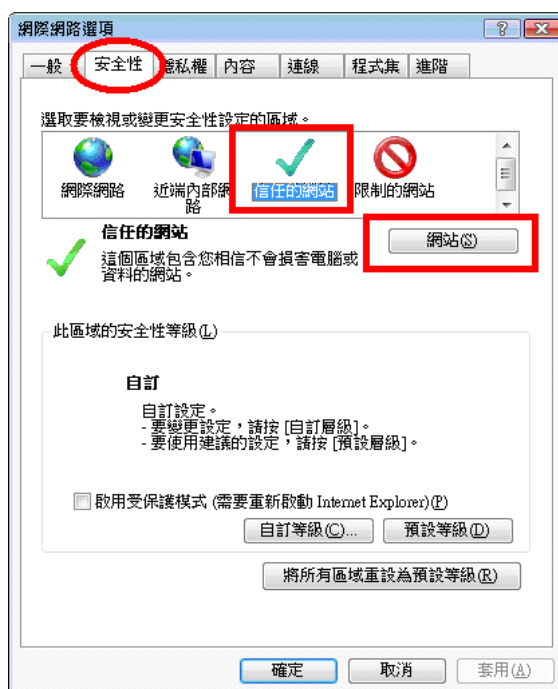 網際網路選項
一般 安全性 隱私權 內容 連線 程式集 進階
選取要檢視或變更安全性設定的區域。
網際網路 近端內部網路 信任的網站 限制的網站
信任的網站
網站(S)
這個區域包含您相信不會損害電腦或
資料的網站。
此區域的安全性等級(L)
自訂
自訂設定。
- 要變更設定，請按 [自訂層級]。
- 要使用建議的設定，請按 [預設層級]。
啟用受保護模式 (需要重新啟動 Internet Explorer)(P)
自訂等級(C)... 預設等級(D)
將所有區域重設為預設等級(R)
確定 取消 套用(A)